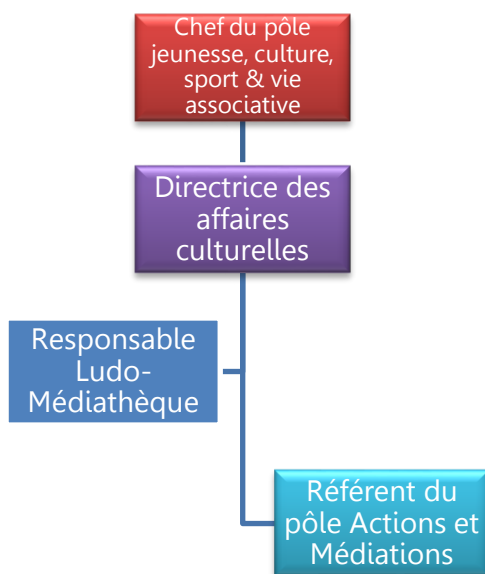 Chef du pôle
jeunesse, culture,
sport & vie
associative
Directrice des
affaires
culturelles
Responsable
Ludo-
Médiathèque
Référent du
pôle Actions et
Médiations